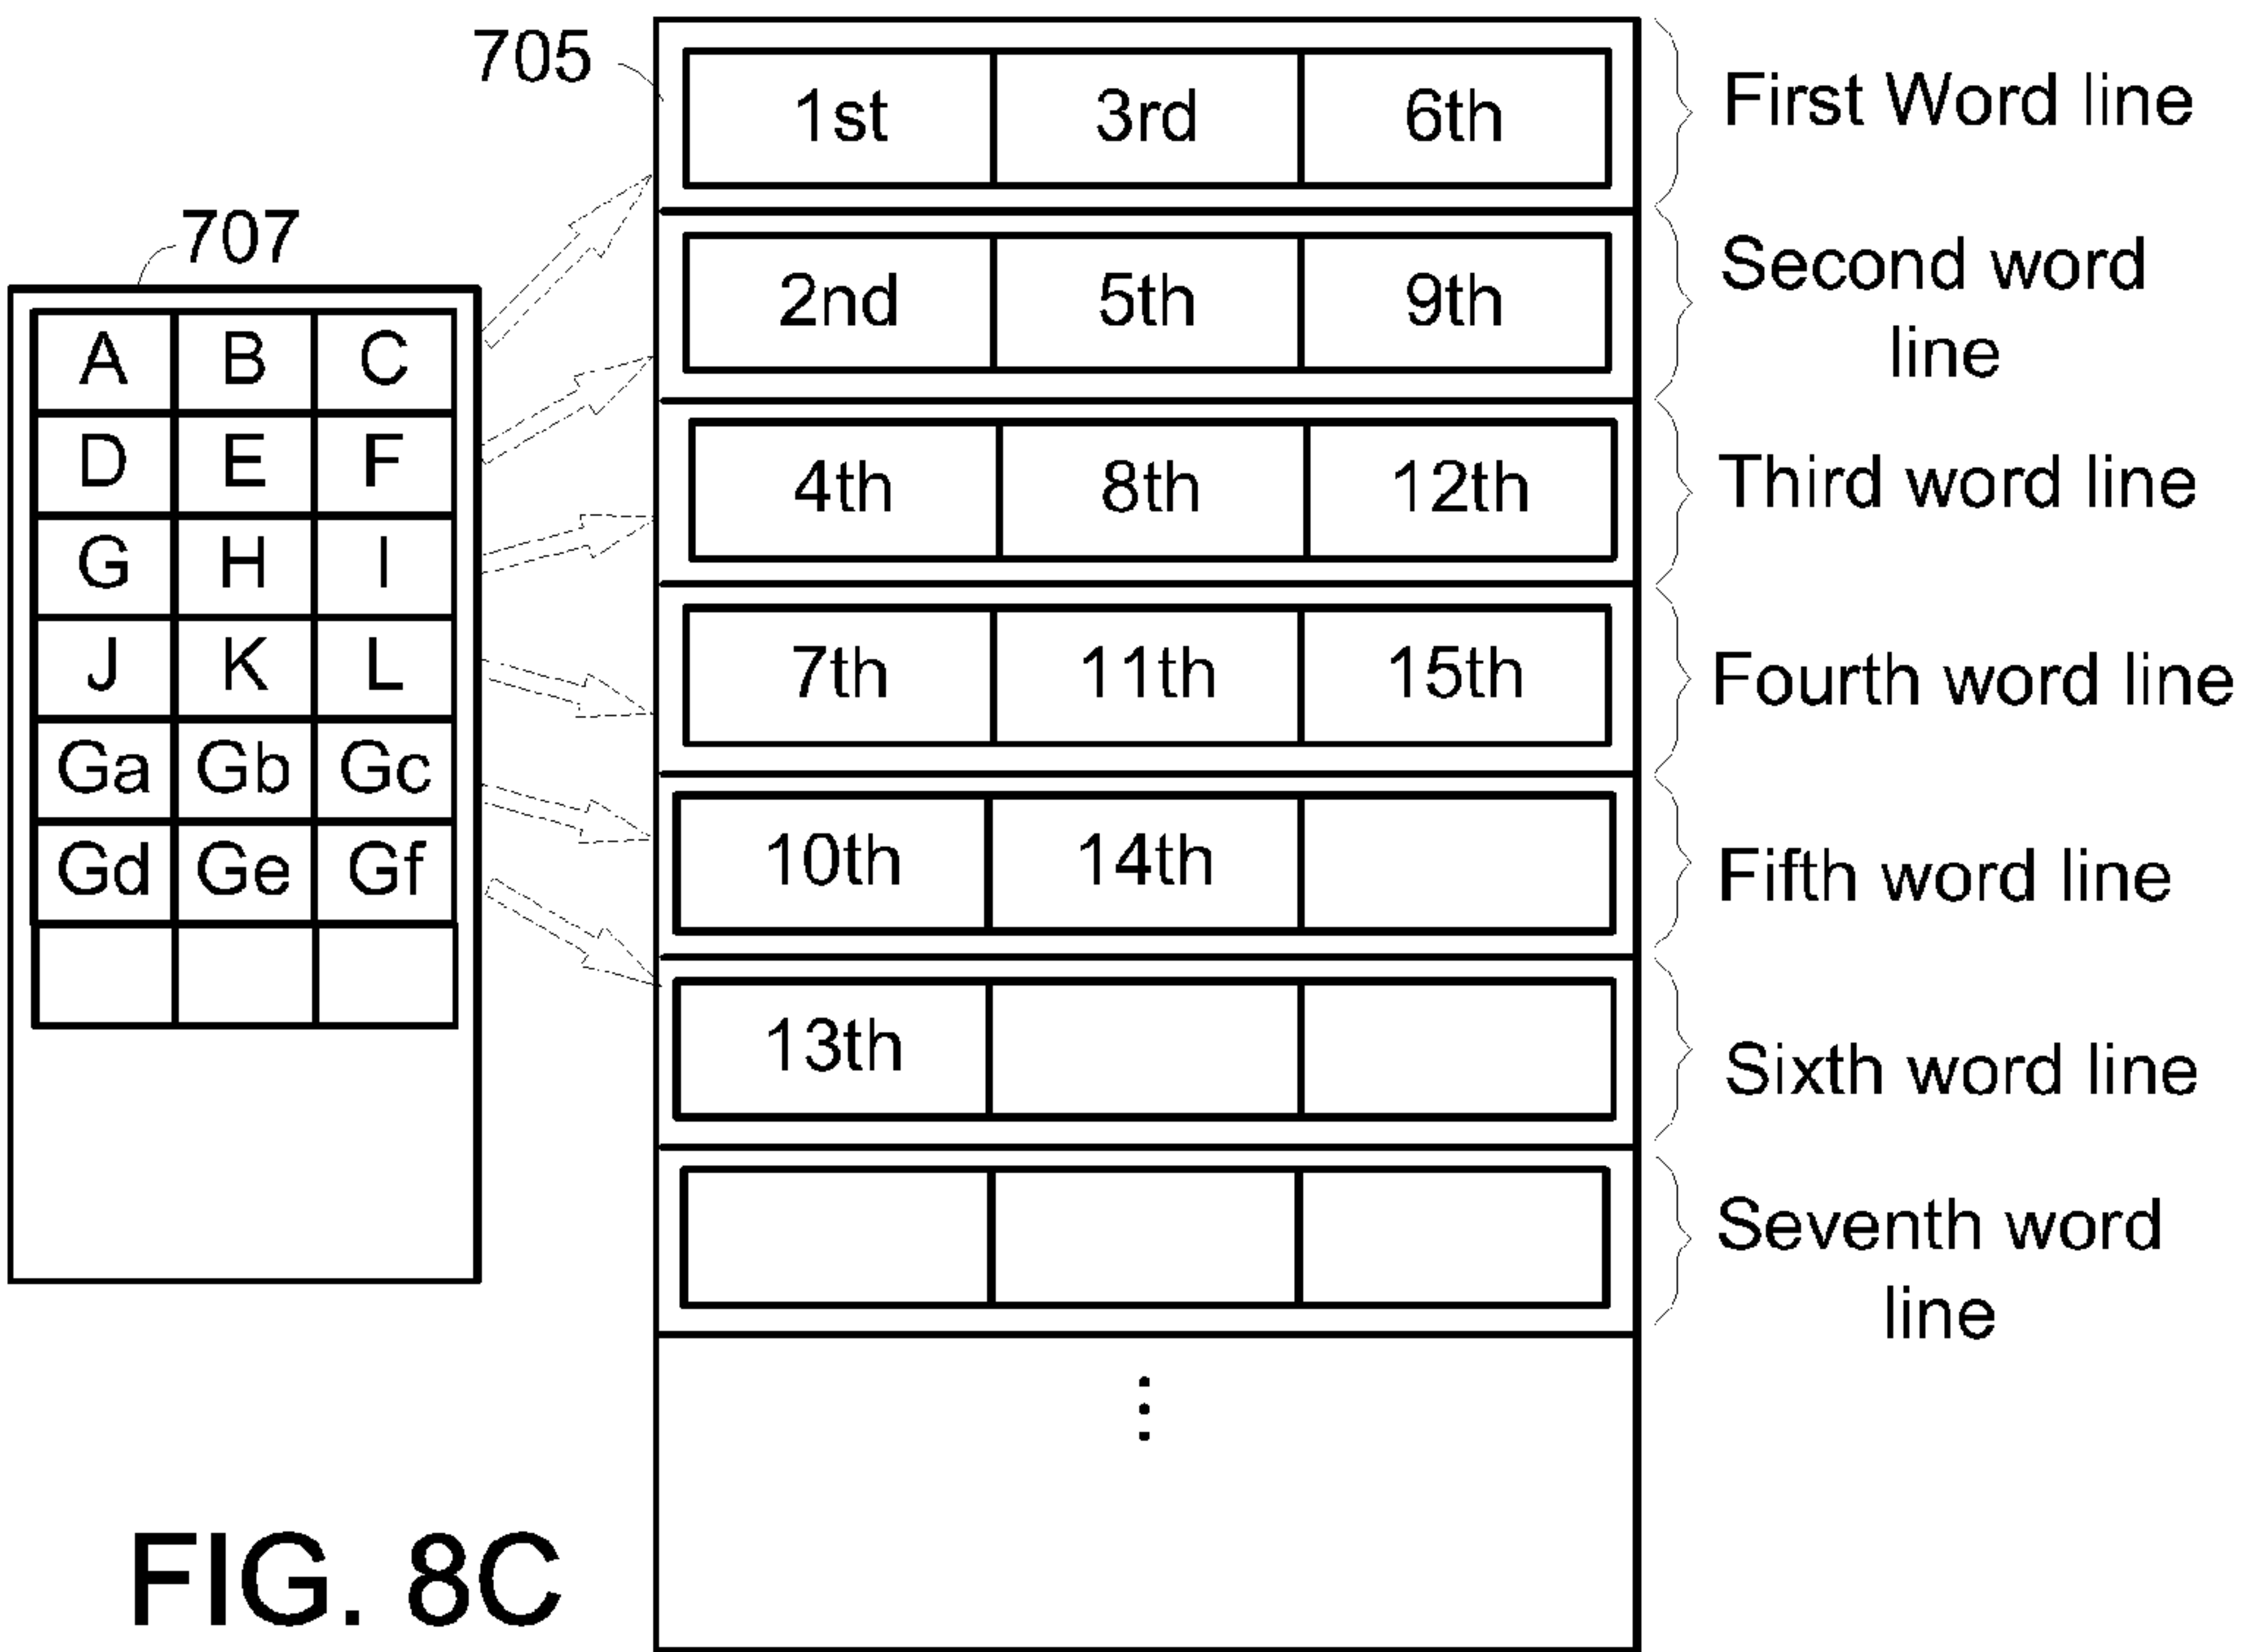 705
1st 3rd 6th
First Word line
707
2nd 5th 9th
Second word
line
A B C
D E F
4th 8th 12th
Third word line
G H I
J K L
7th 11th 15th
Fourth word line
Ga Gb Gc
Gd Ge Gf
10th 14th
Fifth word line
13th
Sixth word line
Seventh word
line
FIG. 8C